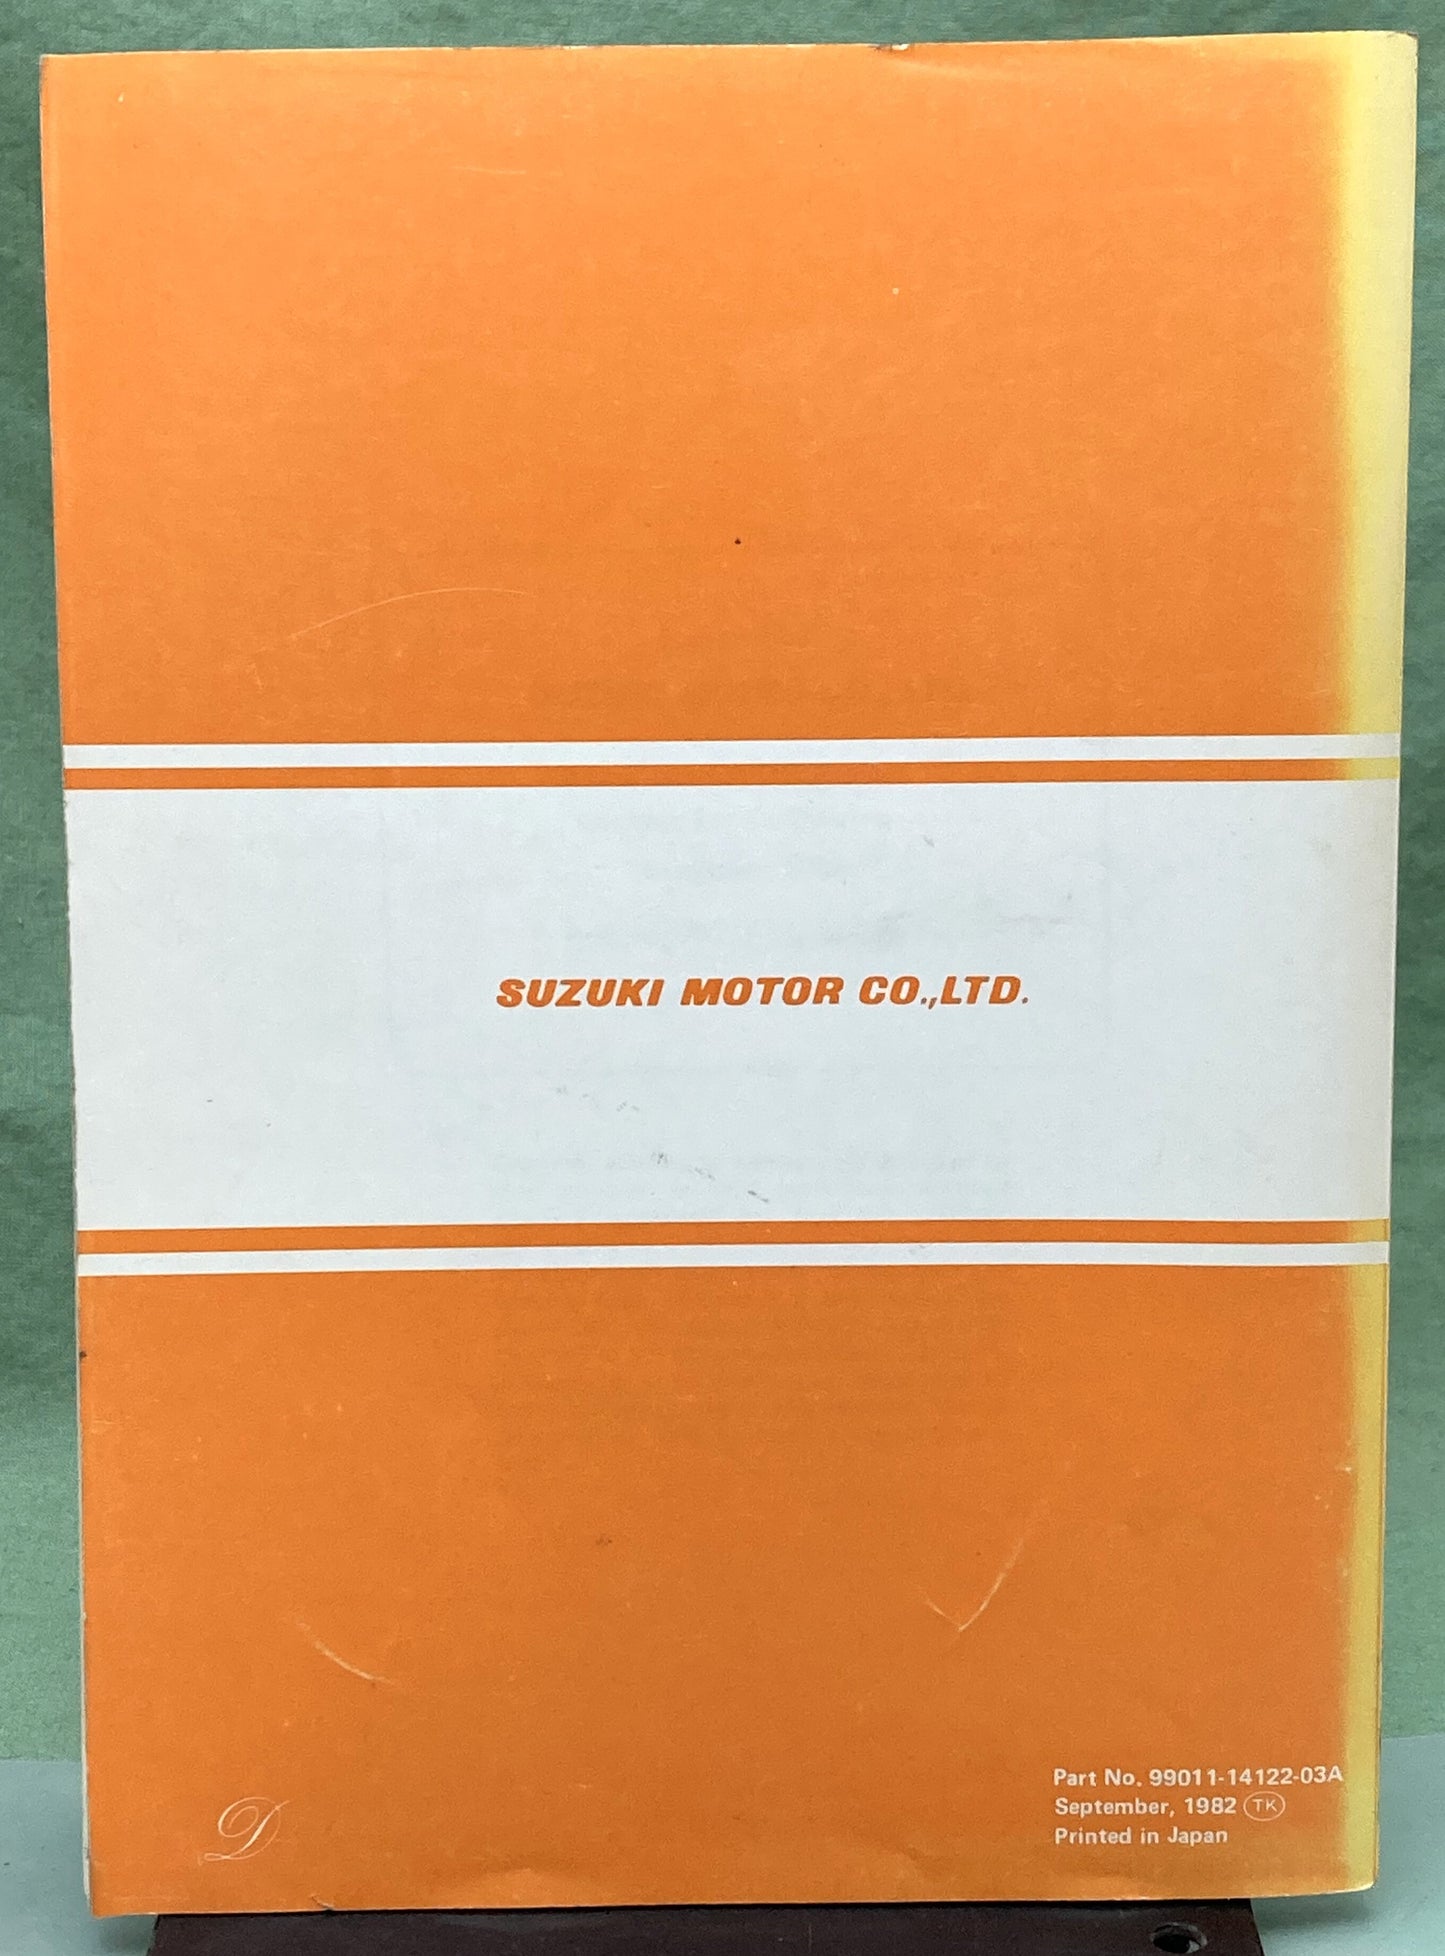 SUZUKI MOTOR CO.,LTD.
Part No. 99011-14122-03A
September, 1982 TK
Printed in Japan
D